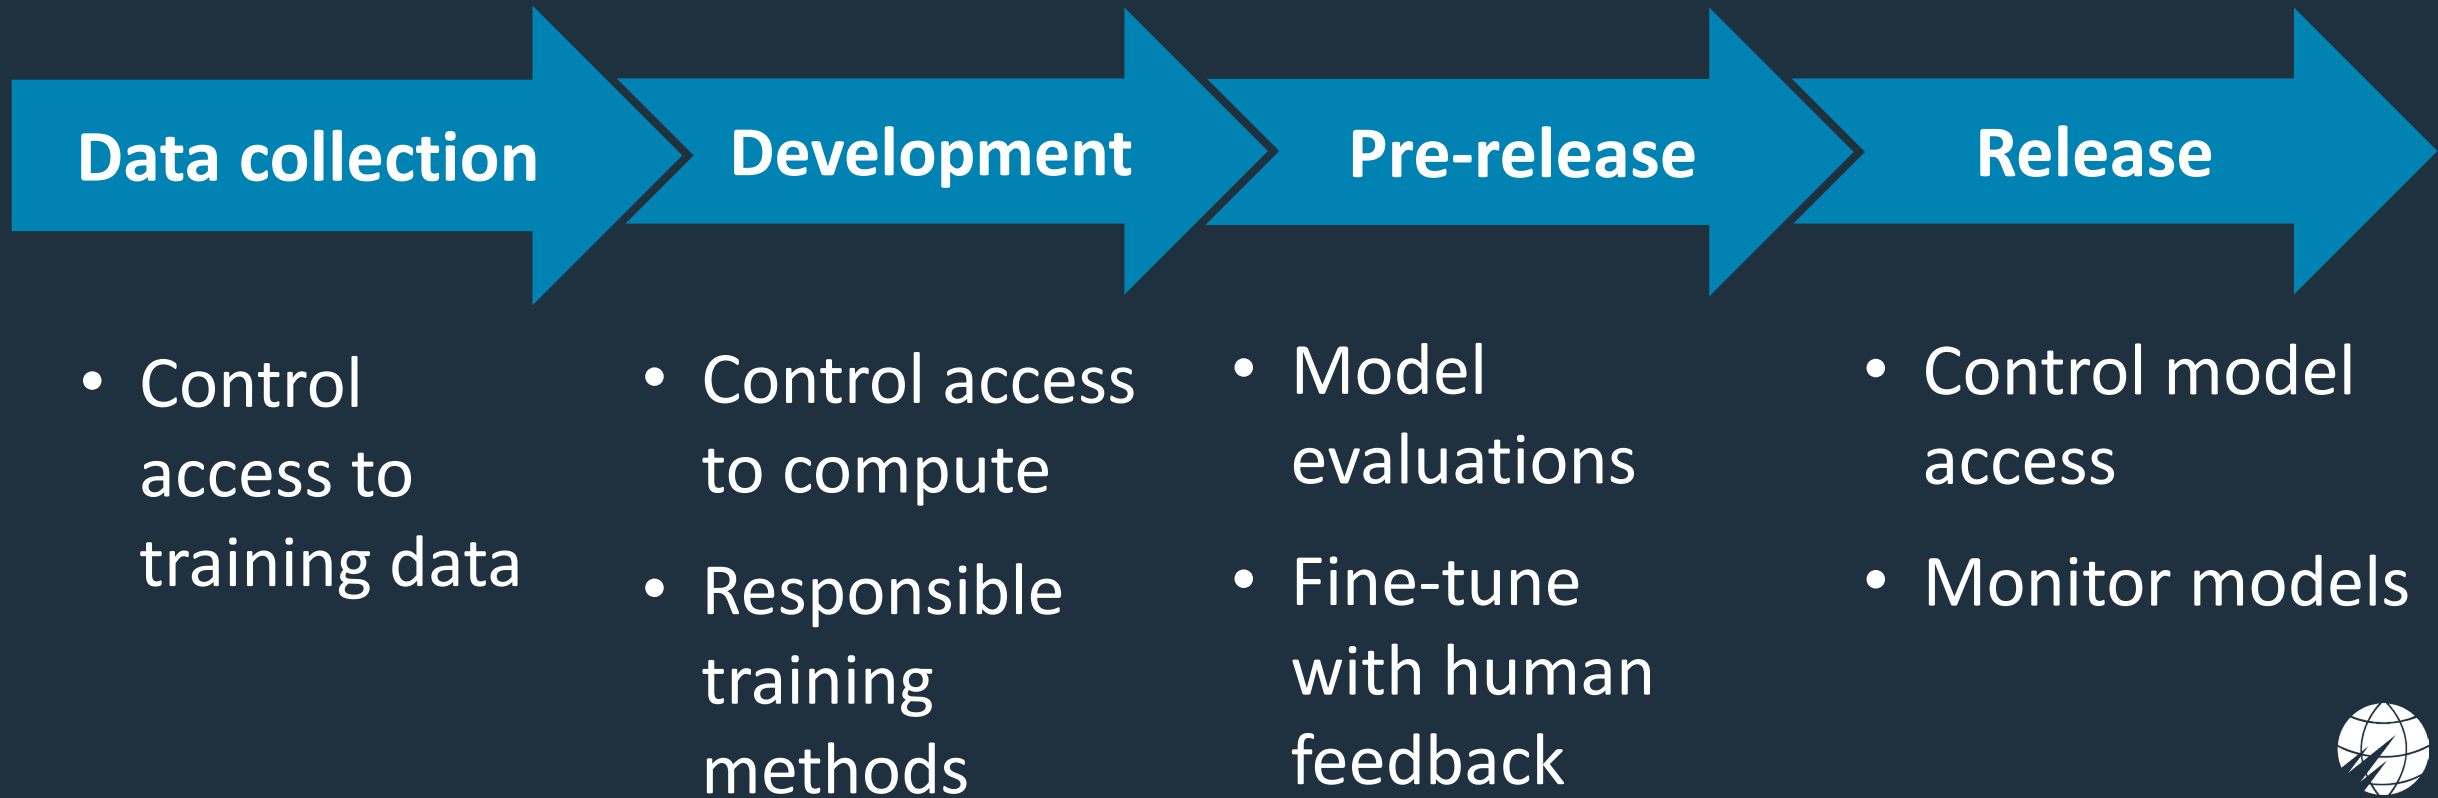 Data collection
Development
Pre-release
Release
• Control
access to
training data
• Control access
to compute
• Responsible
training
methods
• Model
evaluations
• Fine-tune
with human
feedback
• Control model
access
• Monitor models